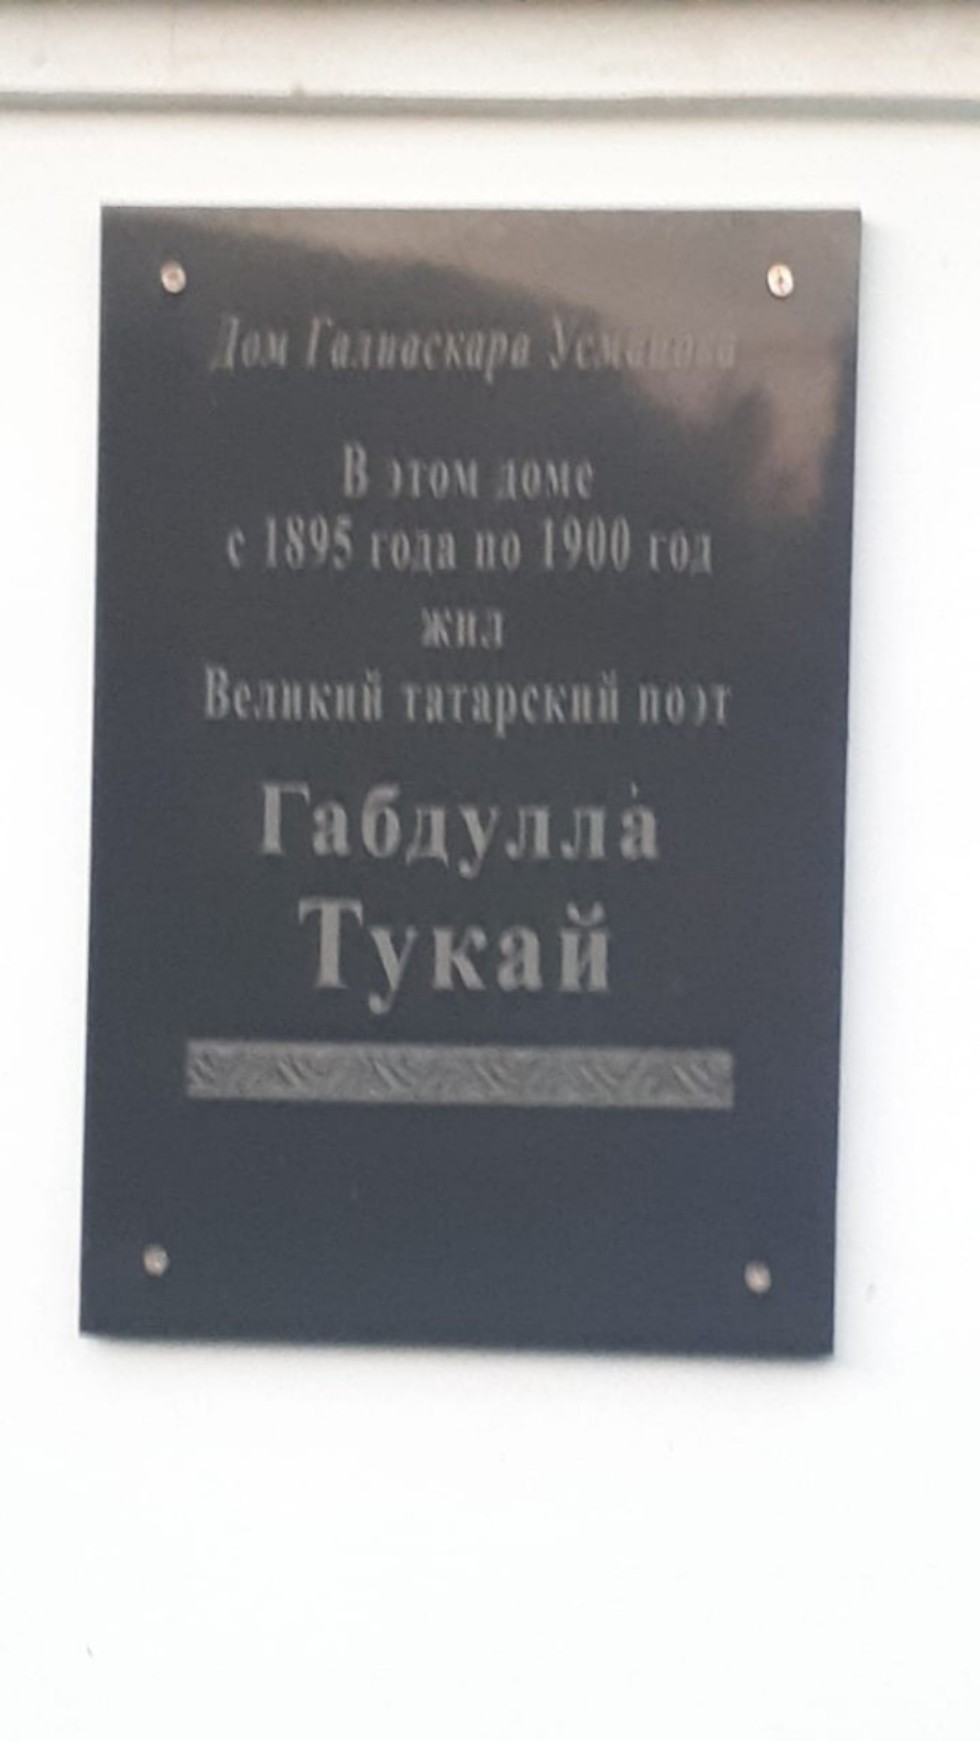 Дом Галиаскара Усманова
В этом доме
с 1895 года по 1900 год
жил
Великий татарский поэт
Габдулла
Тукай